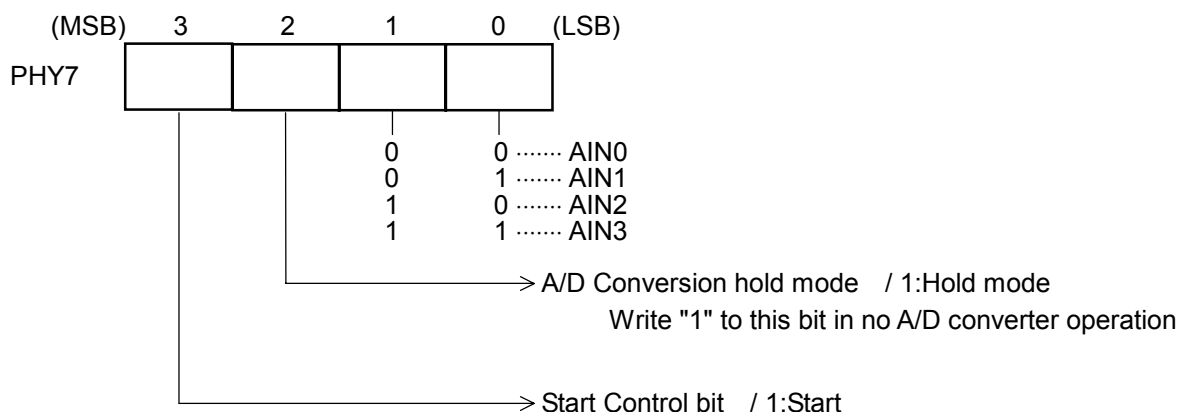 (MSB) 3 2 1 0 (LSB)
PHY7
0 0 ······· AIN0
0 1 ······· AIN1
1 0 ······· AIN2
1 1 ······· AIN3
A/D Conversion hold mode / 1:Hold mode
Write "1" to this bit in no A/D converter operation
Start Control bit / 1:Start